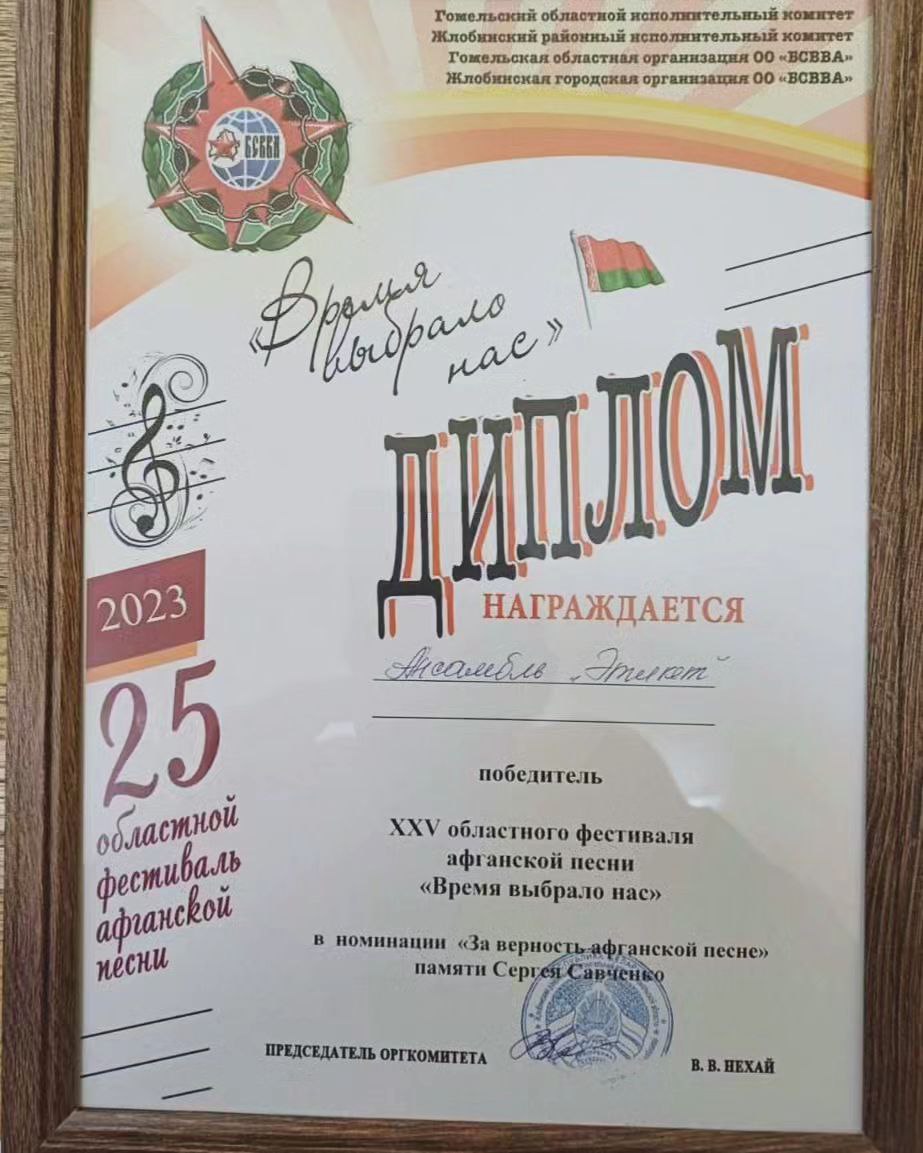 Гомельский областной исполнительный комитет
Жлобинский районный исполнительный комитет
Гомельская областная организация ОО «БСВВА»
Жлобинская городская организация ОО «БСВВА»
БСВВА
«Время
выбрало
нас»
ДИПЛОМ
НАГРАЖДАЕТСЯ
Ансамбль „Этикет"
2023
25
областной
фестиваль
афганской
песни
победитель
XXV областного фестиваля
афганской песни
«Время выбрало нас»
в номинации «За верность афганской песне»
памяти Сергея Савченко
ПРЕДСЕДАТЕЛЬ ОРГКОМИТЕТА
В. В. НЕХАЙ